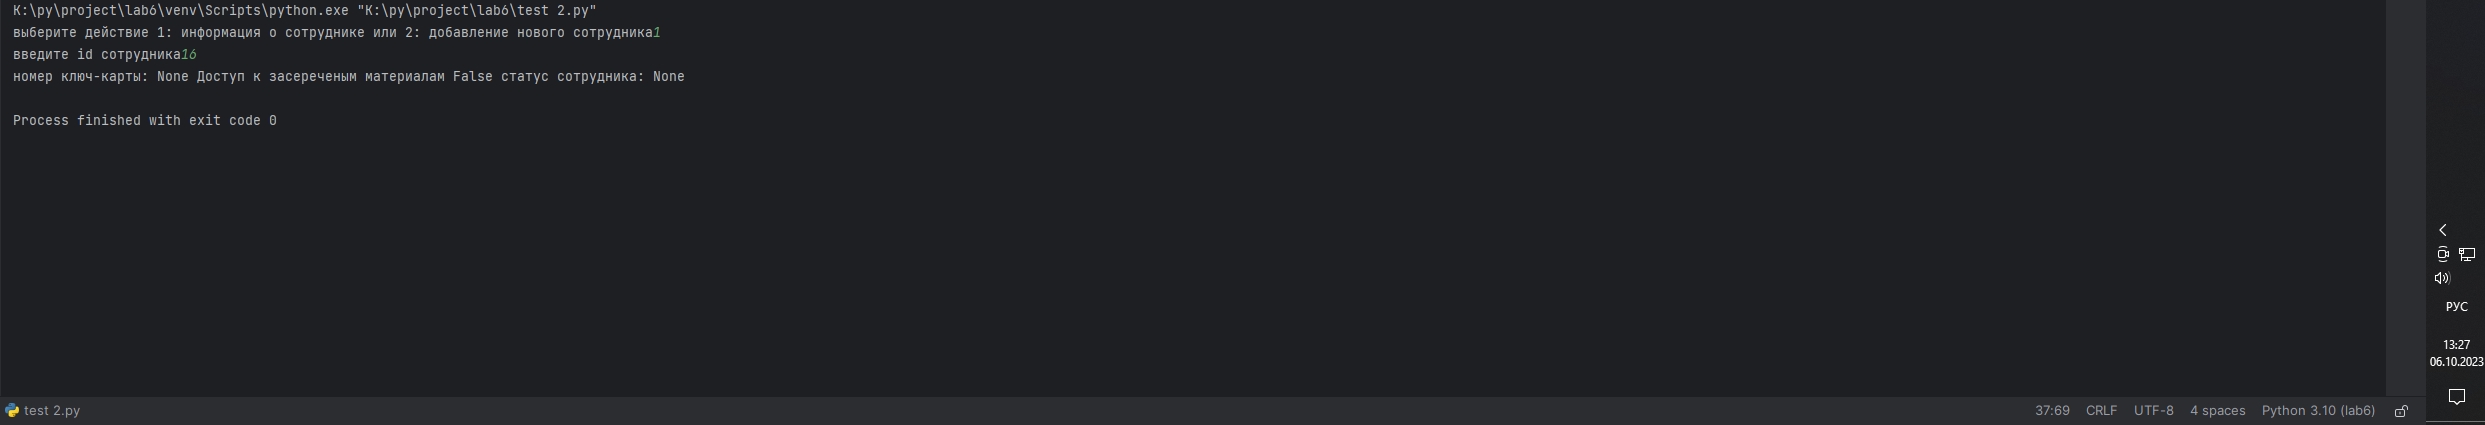 K:\py\project\lab6\venv\Scripts\python.exe "K:\py\project\lab6\test 2.py"
выберите действие 1: информация о сотруднике или 2: добавление нового сотрудника1
введите id сотрудника16
номер ключ-карты: None Доступ к засереченым материалам False статус сотрудника: None
Process finished with exit code 0
РУС
13:27
06.10.2023
test 2.py
37:69 CRLF UTF-8 4 spaces Python 3.10 (lab6)